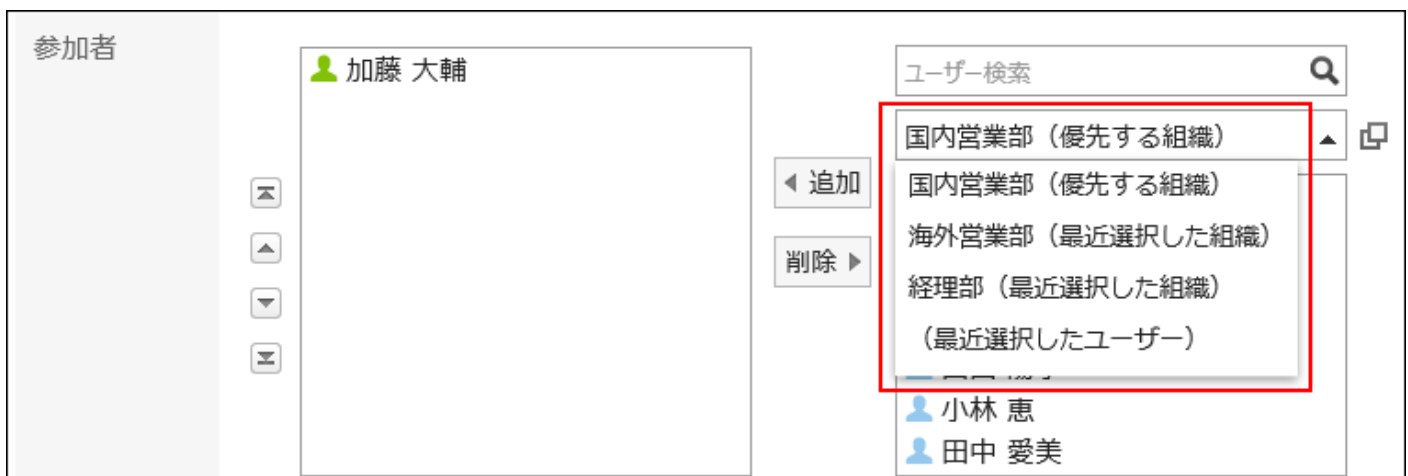 参加者
加藤 大輔
追加
削除
ユーザー検索
国内営業部（優先する組織）
国内営業部（優先する組織）
海外営業部（最近選択した組織）
経理部（最近選択した組織）
（最近選択したユーザー）
小林 恵
田中 愛美